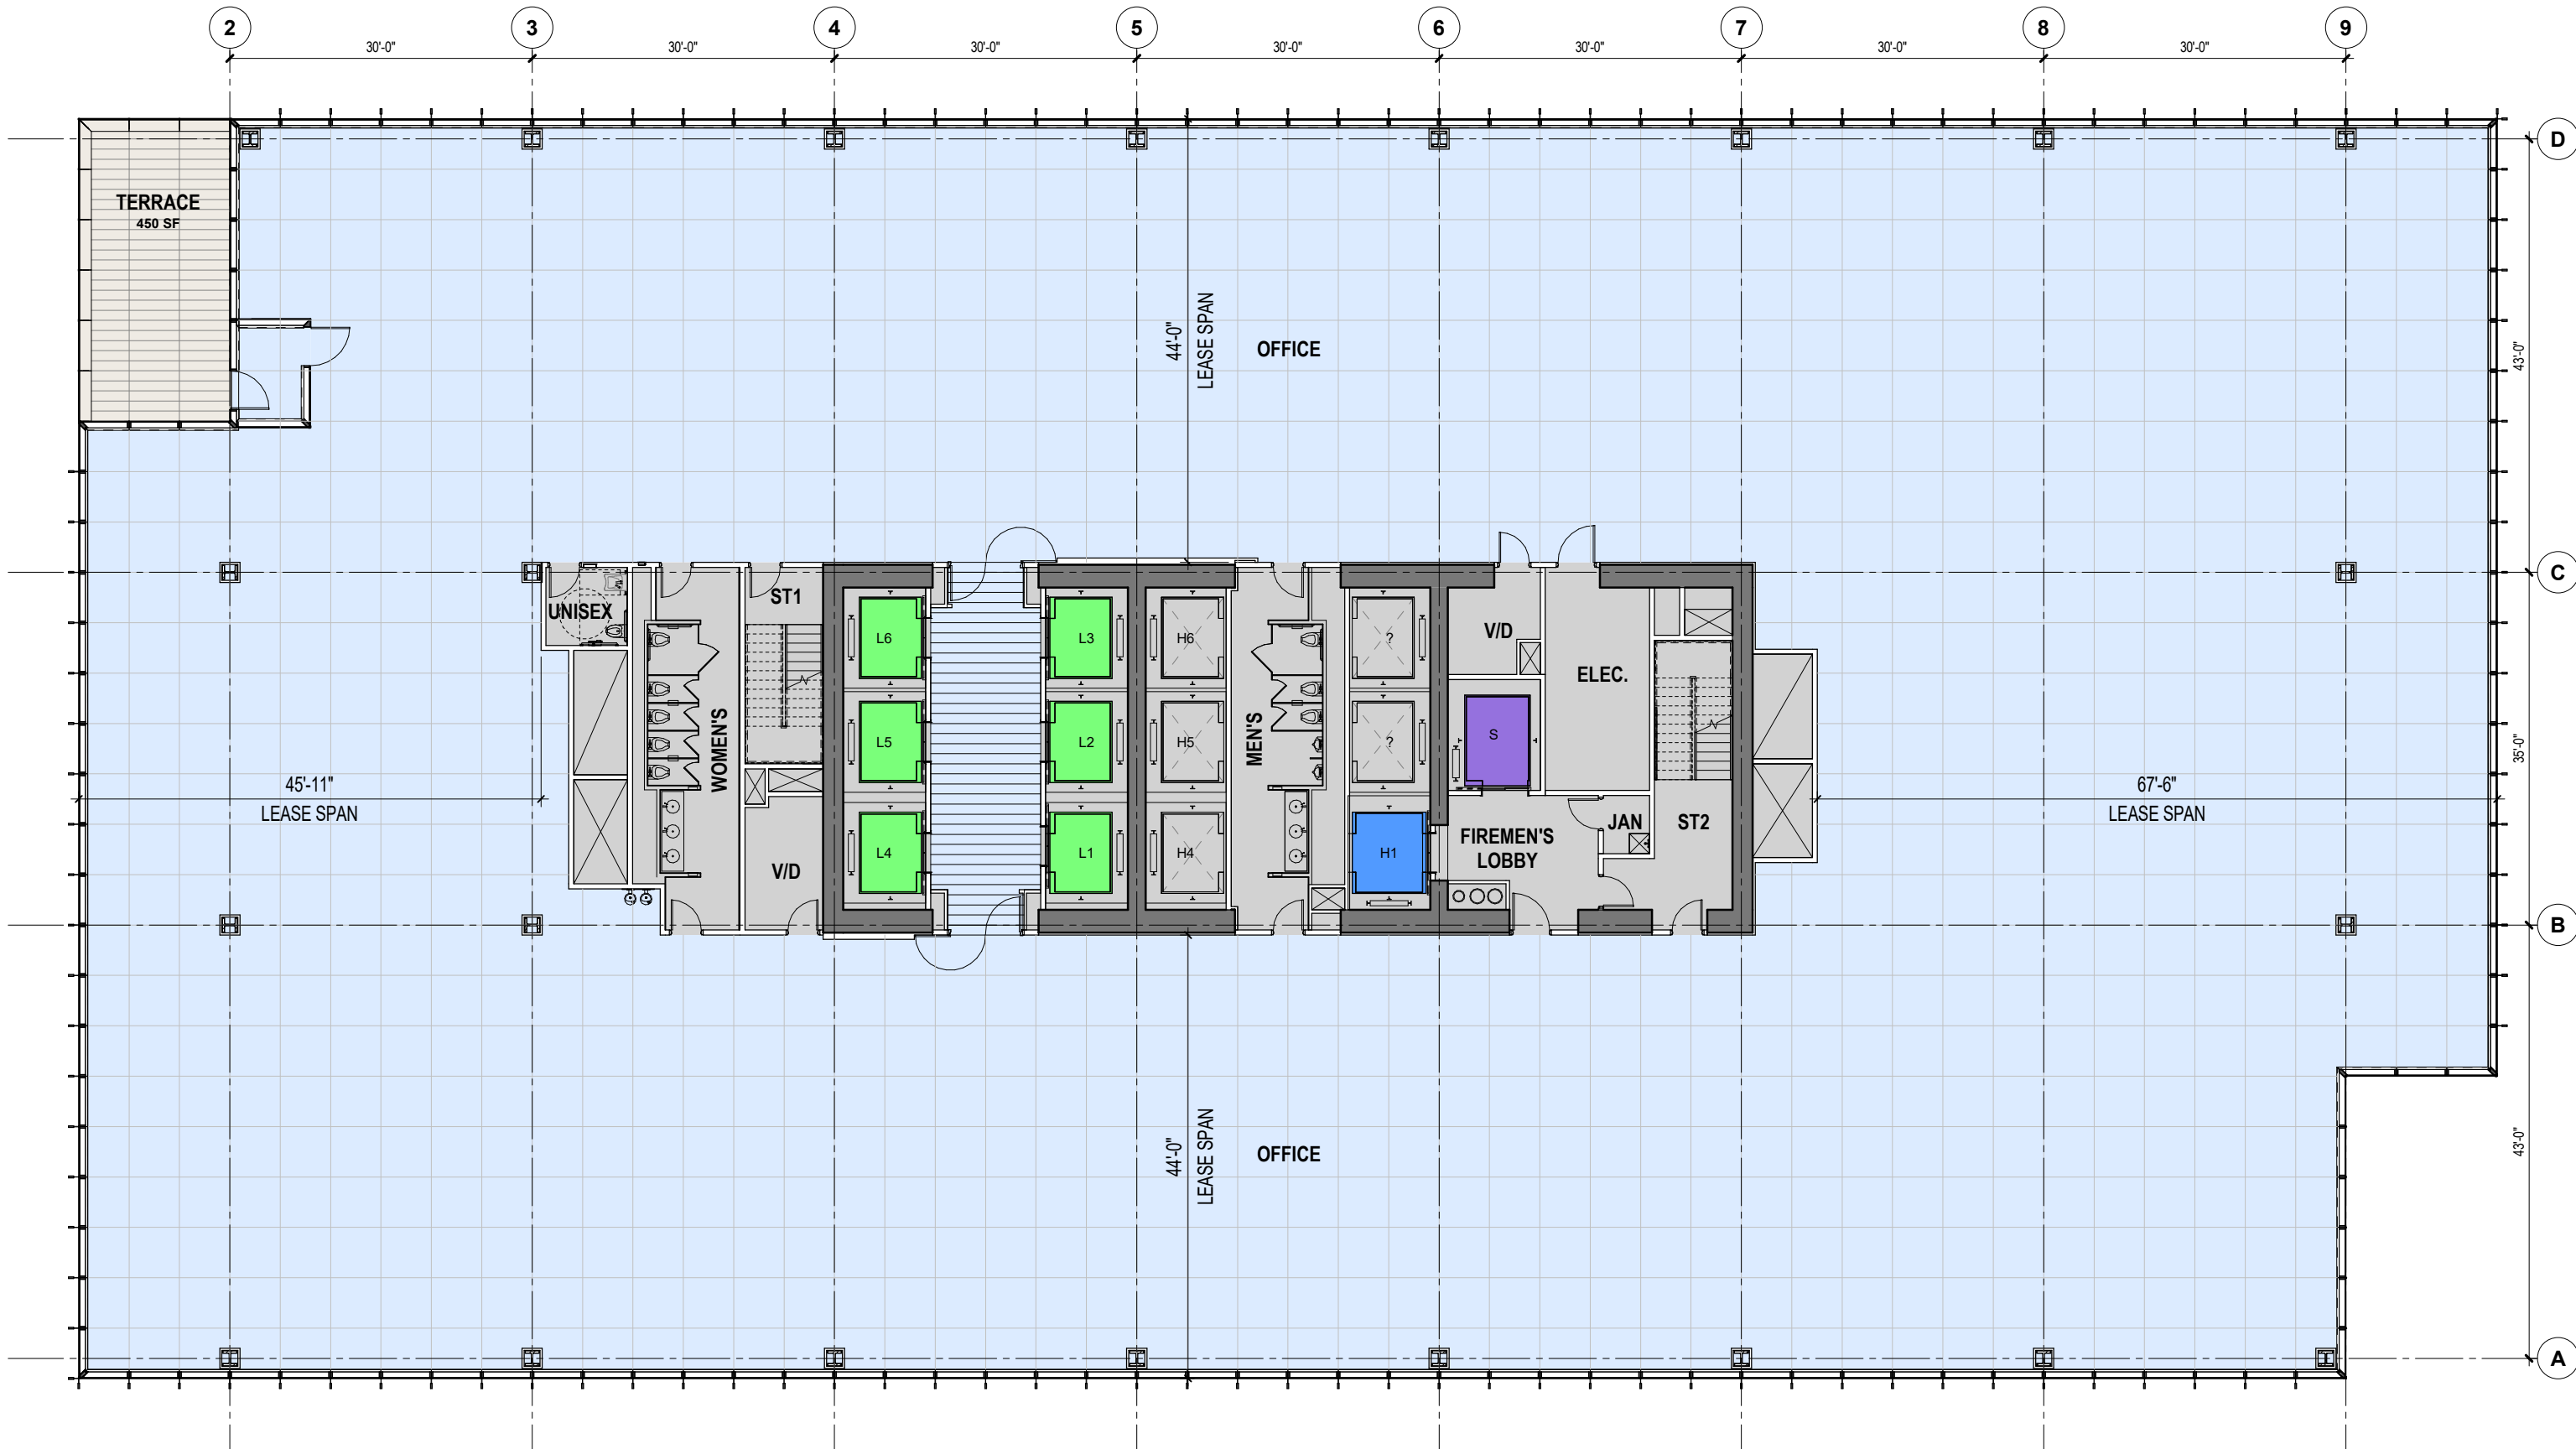 2 3 4 5 6 7 8 9
30'-0" 30'-0" 30'-0" 30'-0" 30'-0" 30'-0" 30'-0"
D
TERRACE
450 SF
44'-0"
LEASE SPAN
OFFICE
43'-0"
C
UNISEX
ST1
L6
L3
H6
?
V/D
ELEC.
WOMEN'S
L5
L2
H5
MEN'S
?
S
35'-0"
45'-11"
LEASE SPAN
67'-6"
LEASE SPAN
L4
L1
H4
H1
FIREMEN'S
LOBBY
JAN
ST2
V/D
B
44'-0"
LEASE SPAN
OFFICE
43'-0"
A